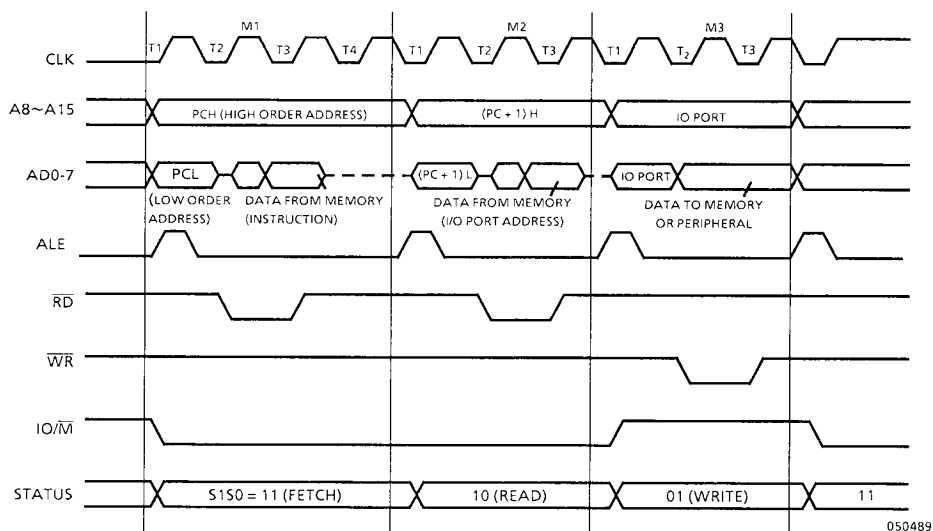 M1 M2 M3
CLK T1 T2 T3 T4 T1 T2 T3 T1 T2 T3
A8~A15 PCH (HIGH ORDER ADDRESS) (PC + 1) H IO PORT
AD0-7 PCL (PC + 1) L IO PORT
(LOW ORDER ADDRESS) DATA FROM MEMORY (INSTRUCTION) DATA FROM MEMORY (I/O PORT ADDRESS) DATA TO MEMORY OR PERIPHERAL
ALE
R̅D̅
W̅R̅
IO/M̅
STATUS S1S0 = 11 (FETCH) 10 (READ) 01 (WRITE) 11
050489